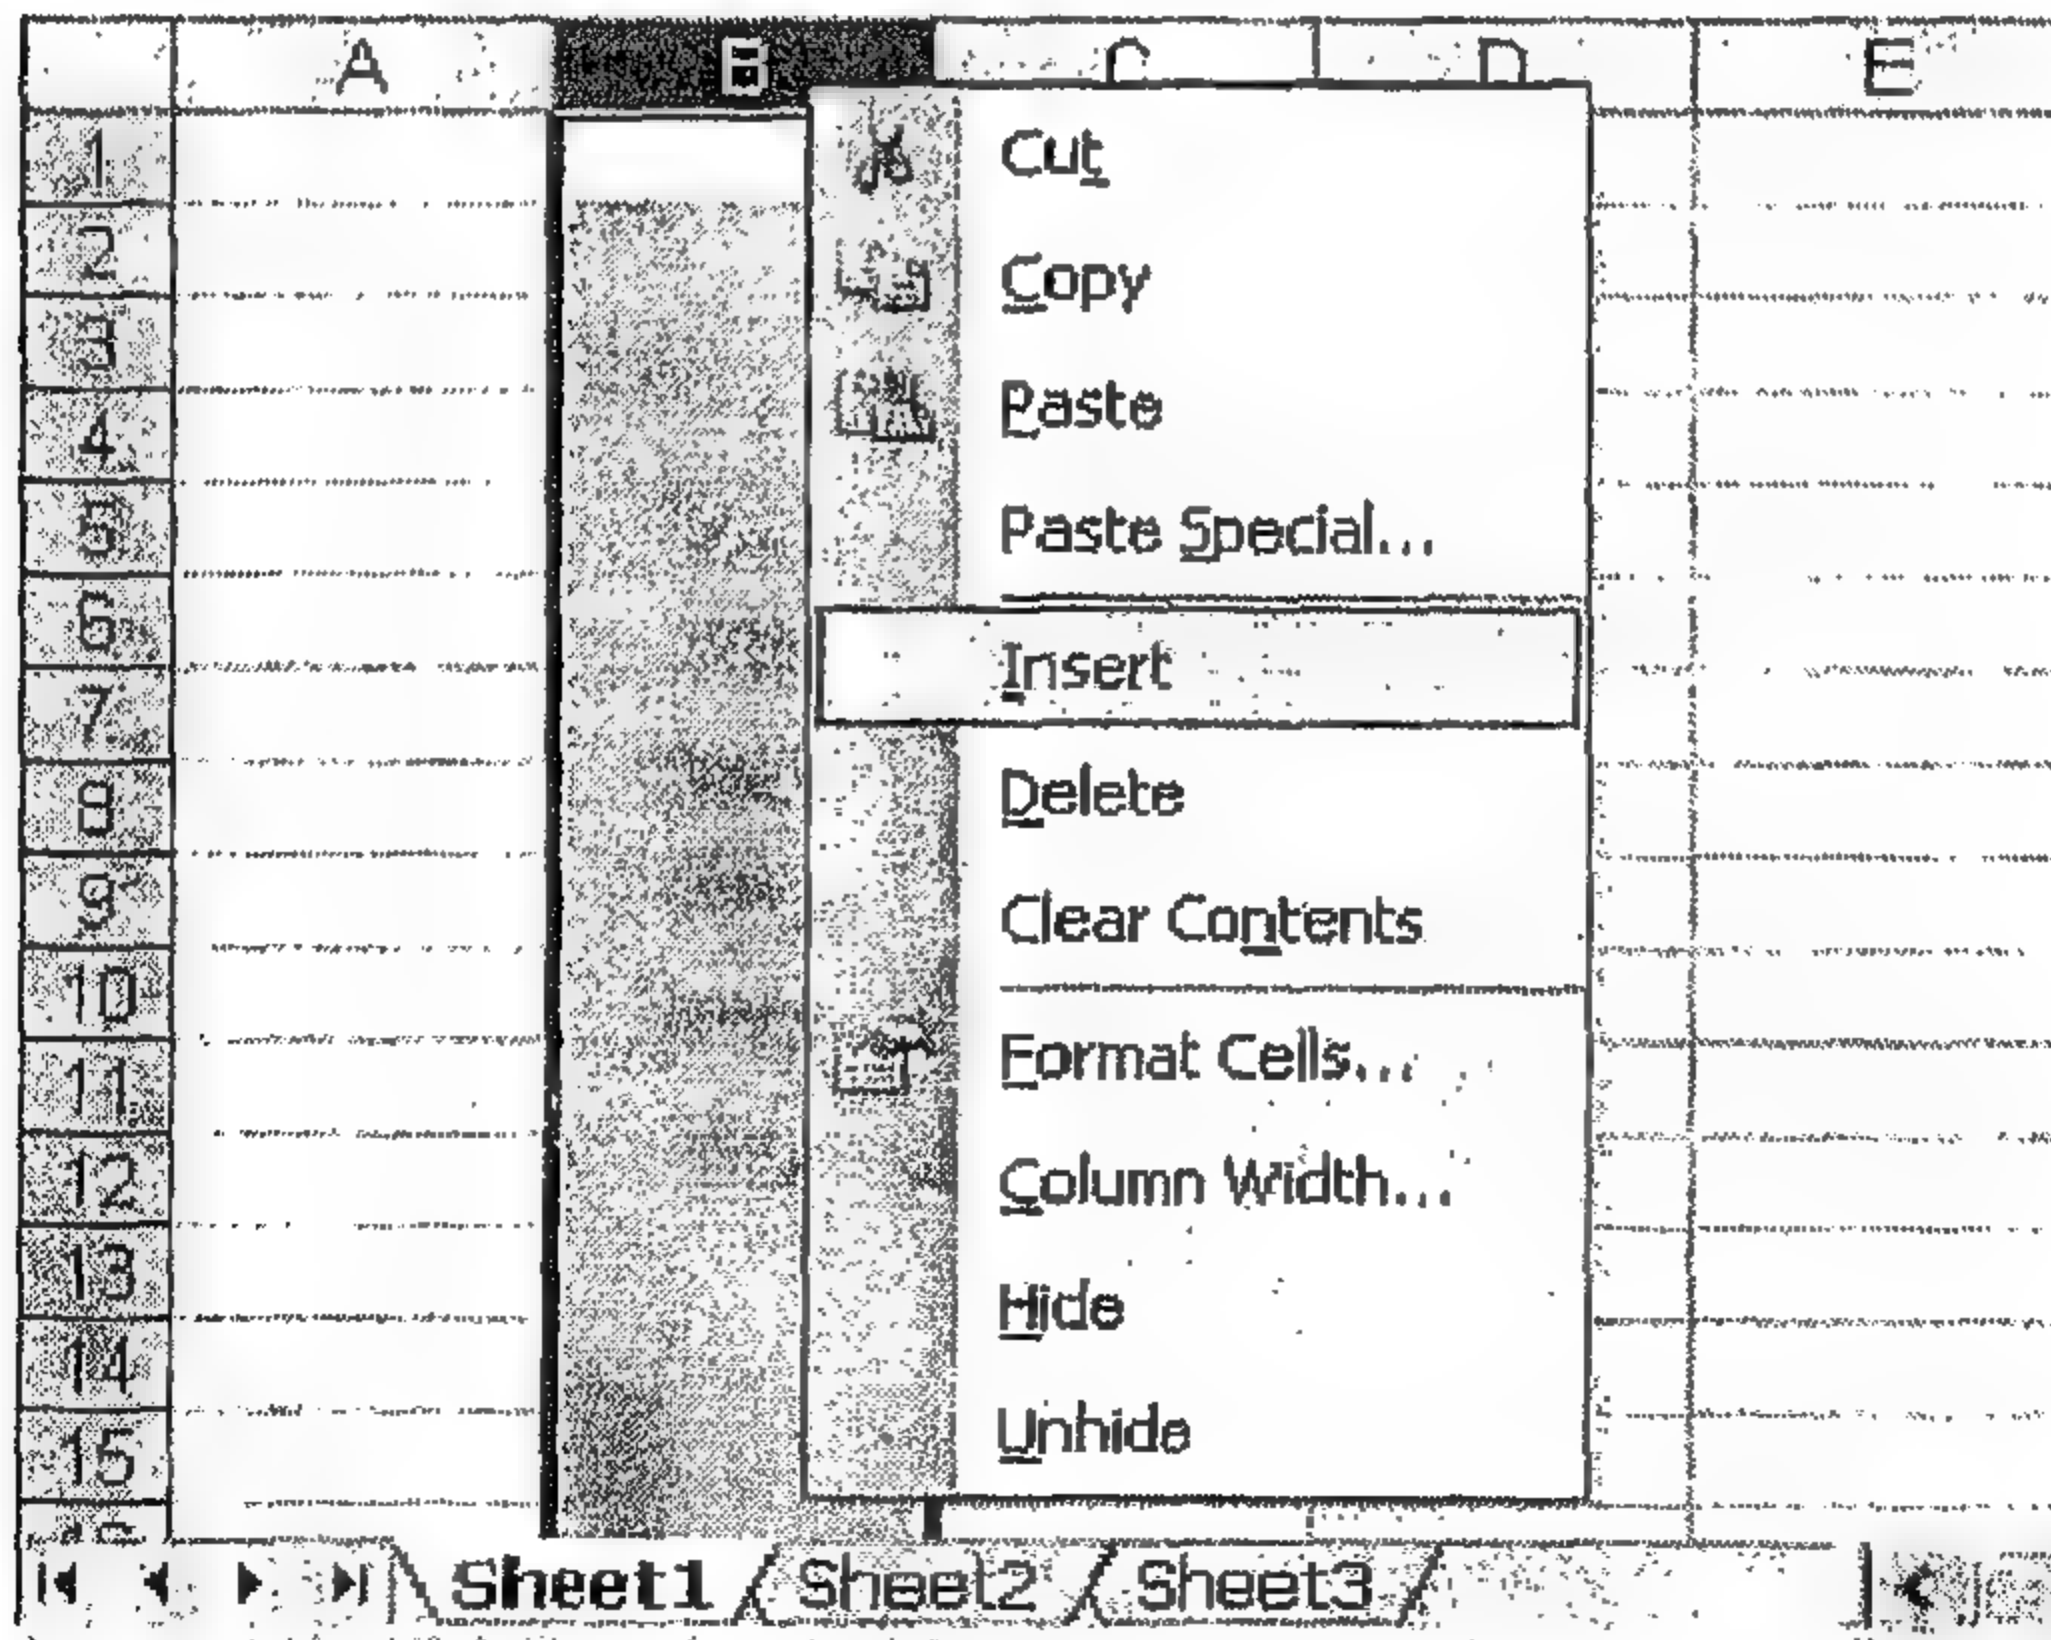 A B C D E
1
2
3
4
5
6
7
8
9
10
11
12
13
14
15
Cut
Copy
Paste
Paste Special...
Insert
Delete
Clear Contents
Format Cells...
Column Width...
Hide
Unhide
Sheet1 Sheet2 Sheet3